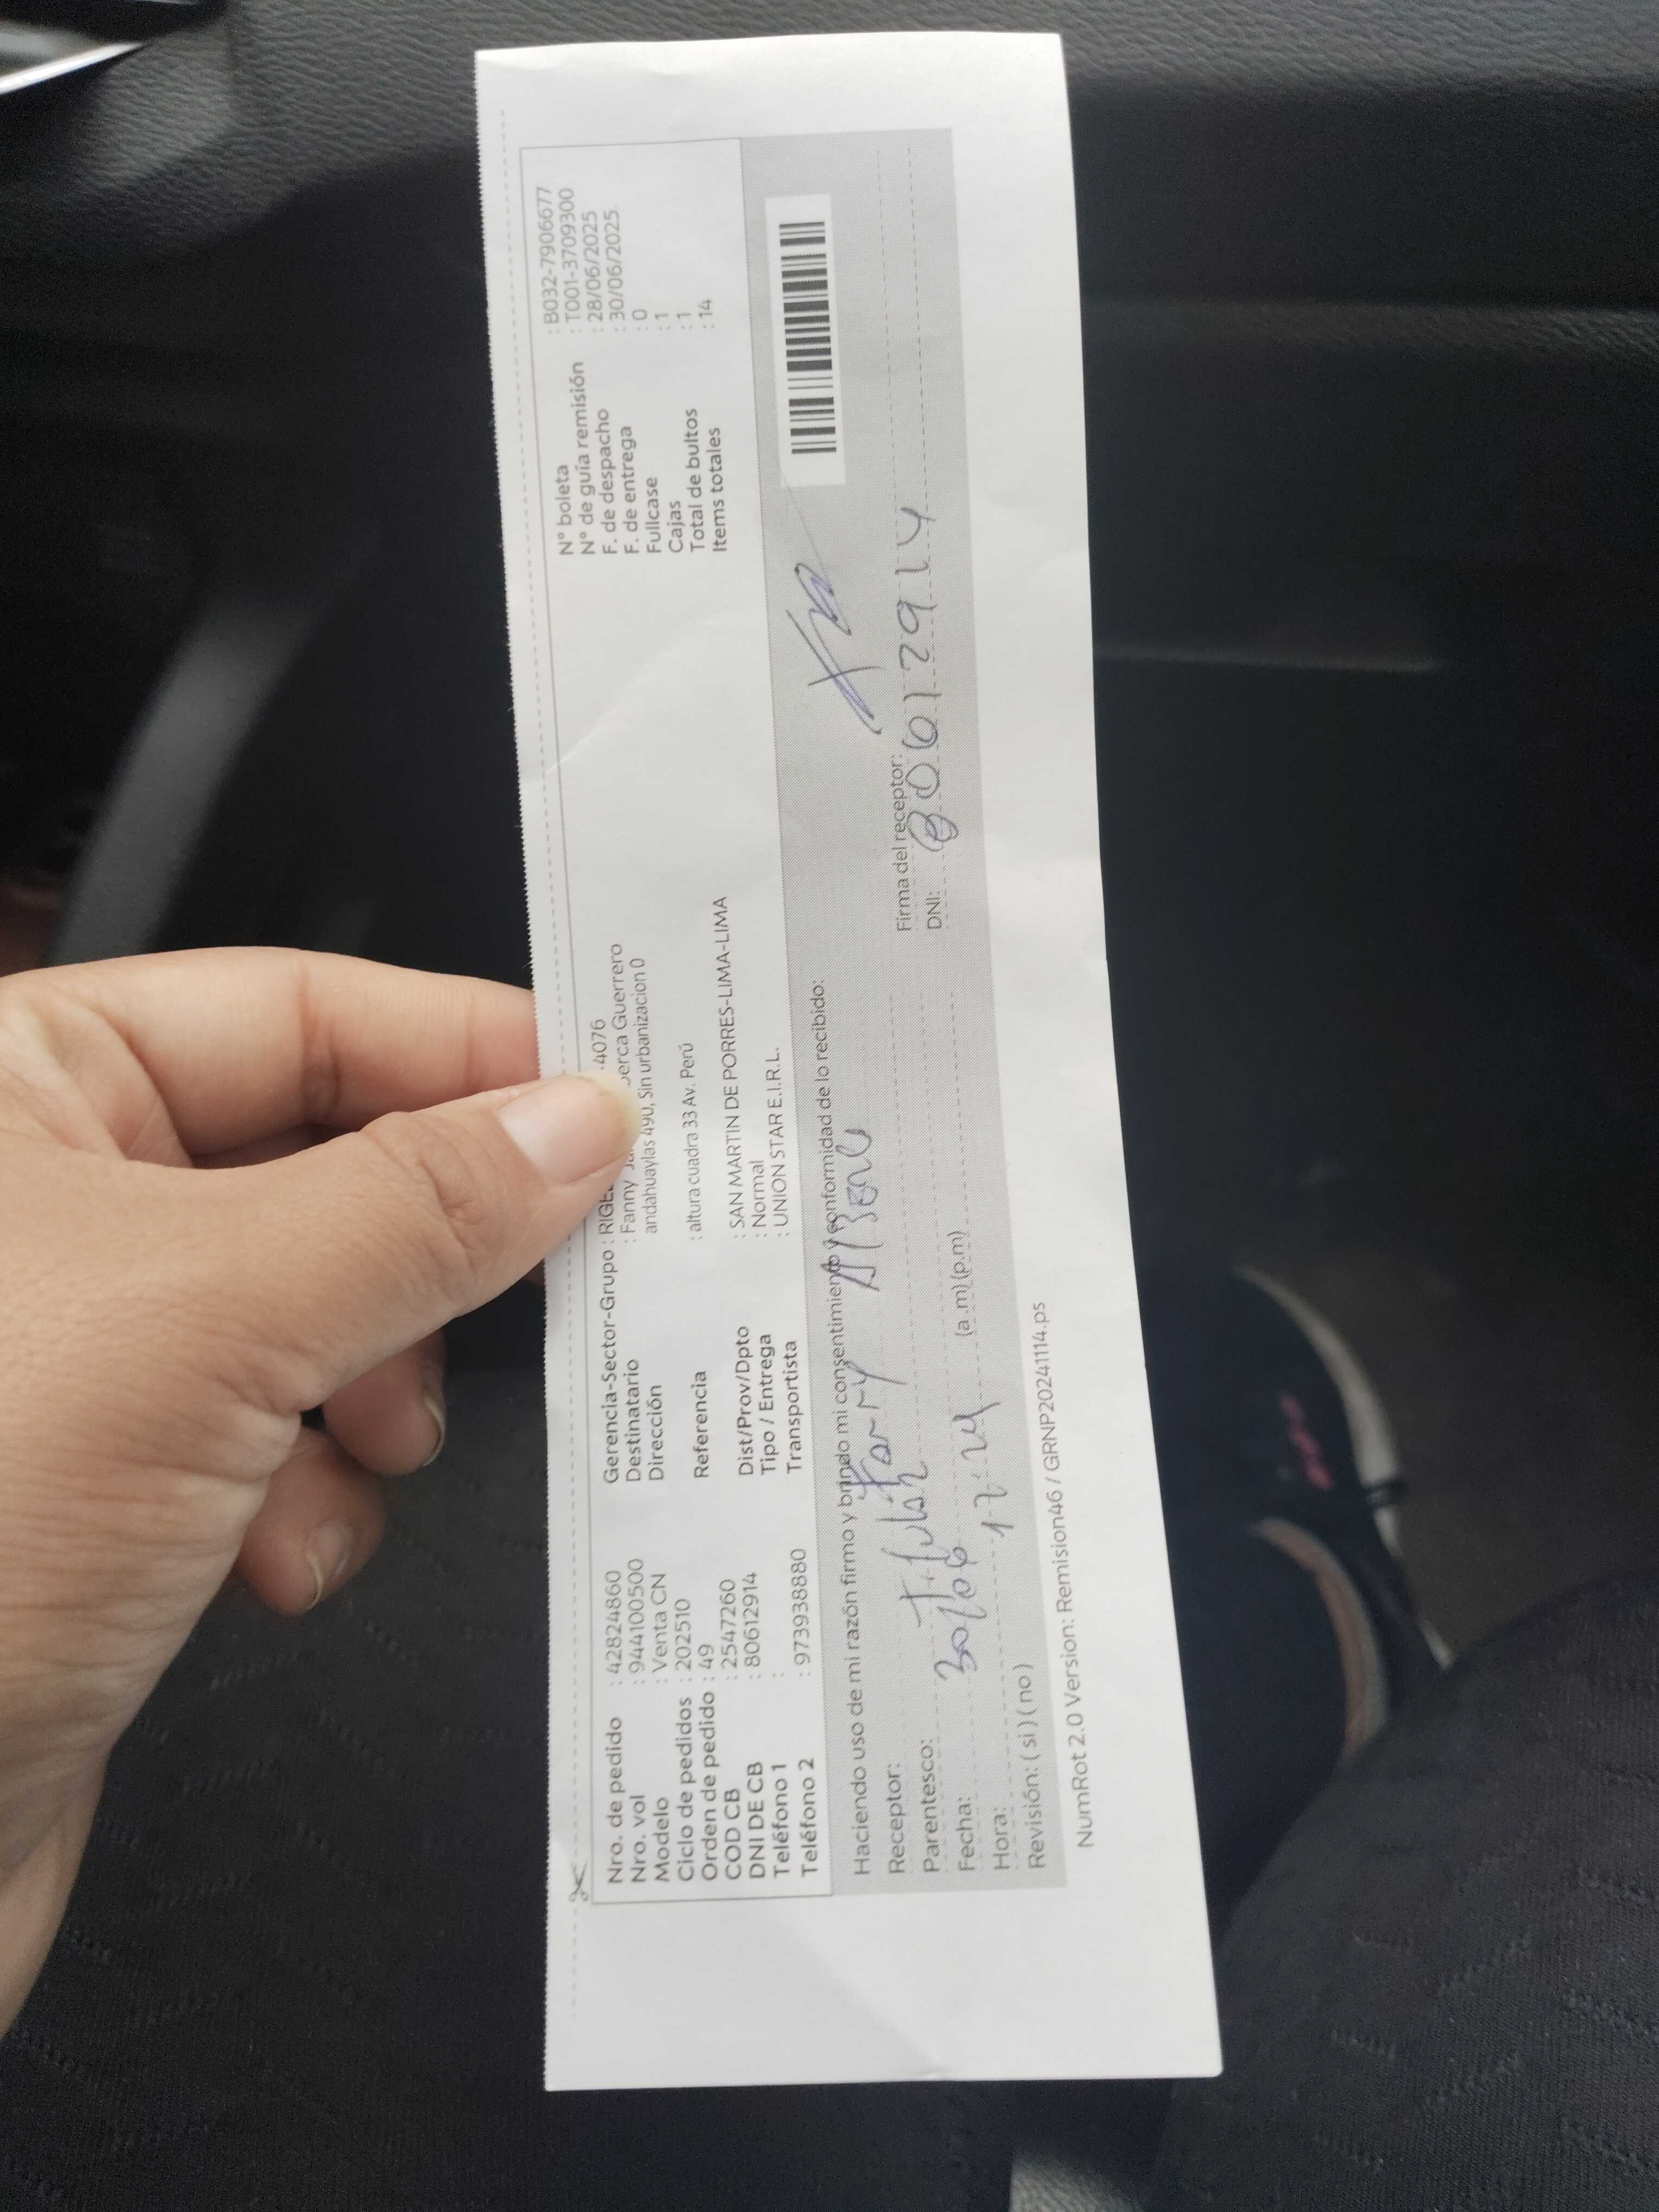 Nro. de pedido : 42824860
Nro. vol : 944100500
Modelo : Venta CN
Ciclo de pedidos : 202510
Orden de pedido : 49
COD CB : 2547260
DNI DE CB : 80612914
Teléfono 1 :
Teléfono 2 : 973938880
Gerencia-Sector-Grupo : RIGEL 4076
Destinatario : Fanny Guerrero
Dirección andahuaylas 490, Sin urbanizacion 0
Referencia : altura cuadra 33 Av. Perú
Dist/Prov/Dpto : SAN MARTIN DE PORRES-LIMA-LIMA
Tipo / Entrega : Normal
Transportista : UNION STAR E.I.R.L.
N° boleta : B032-7906677
N° de guía remisión : T001-3709300
F. de despacho : 28/06/2025
F. de entrega : 30/06/2025
Fullcase : 0
Cajas : 1
Total de bultos : 1
Items totales : 14
Haciendo uso de mi razón firmo y brindo mi consentimiento y conformidad de lo recibido:
Receptor: Fanny
Parentesco: Titular
Fecha: 30/06
Hora: 17:24 (a.m) (p.m)
Revisión: ( si ) ( no )
Firma del receptor:
DNI: 80612914
NumRot 2.0 Version: Remision46 / GRNP20241114.ps